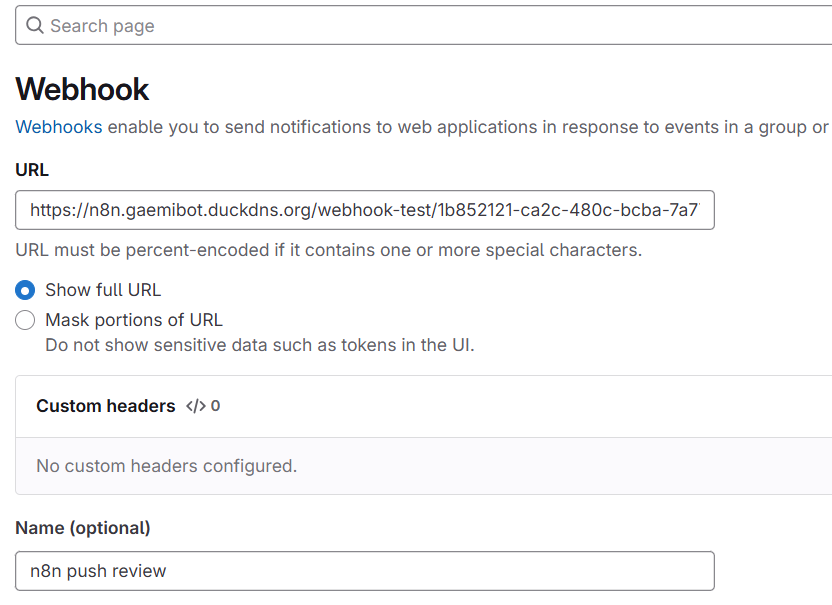 Search page
Webhook
Webhooks enable you to send notifications to web applications in response to events in a group or
URL
https://n8n.gaemibot.duckdns.org/webhook-test/1b852121-ca2c-480c-bcba-7a7
URL must be percent-encoded if it contains one or more special characters.
Show full URL
Mask portions of URL
Do not show sensitive data such as tokens in the UI.
Custom headers </> 0
No custom headers configured.
Name (optional)
n8n push review